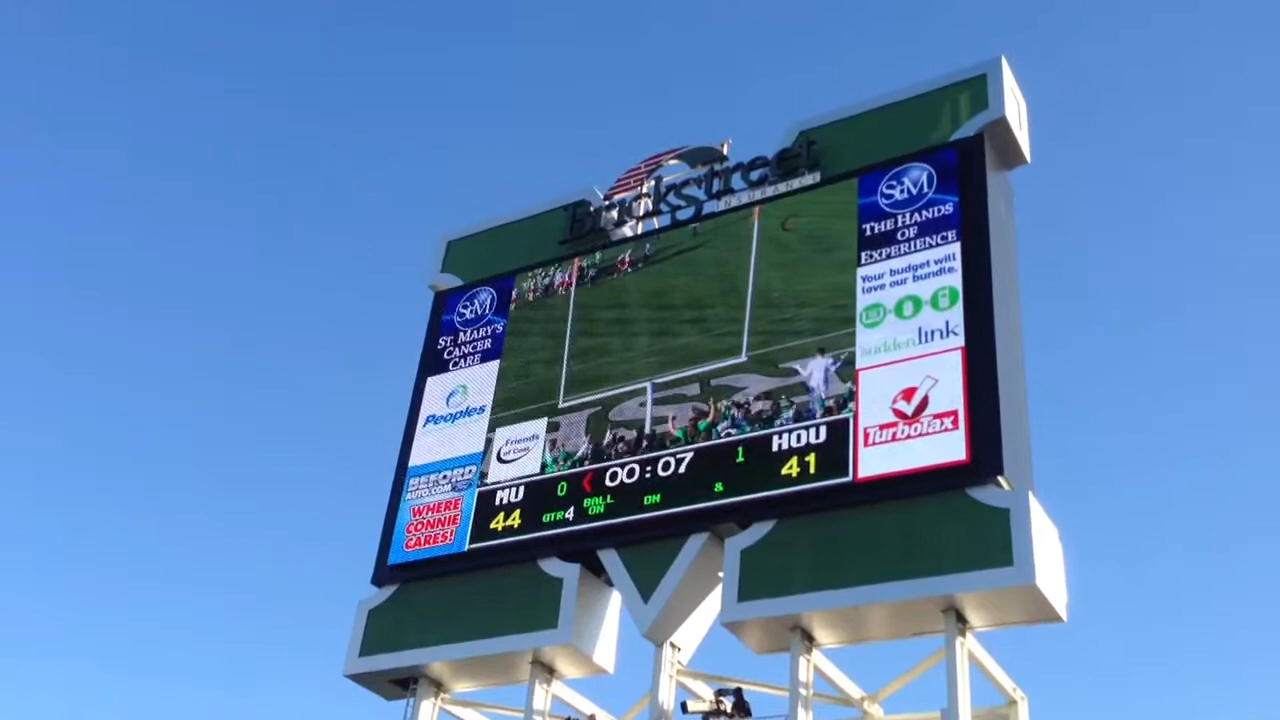 BrickStreet
INSURANCE
StM
THE HANDS
OF
EXPERIENCE
StM
ST. MARY'S
CANCER
CARE
Your budget will
love our bundle.
suddenlink
Peoples
TurboTax
Friends
of Coal
BEFORD
AUTO.COM
WHERE
CONNIE
CARES!
MU
44
0
00:07
1
HOU
41
QTR 4
BALL
ON
DN
&